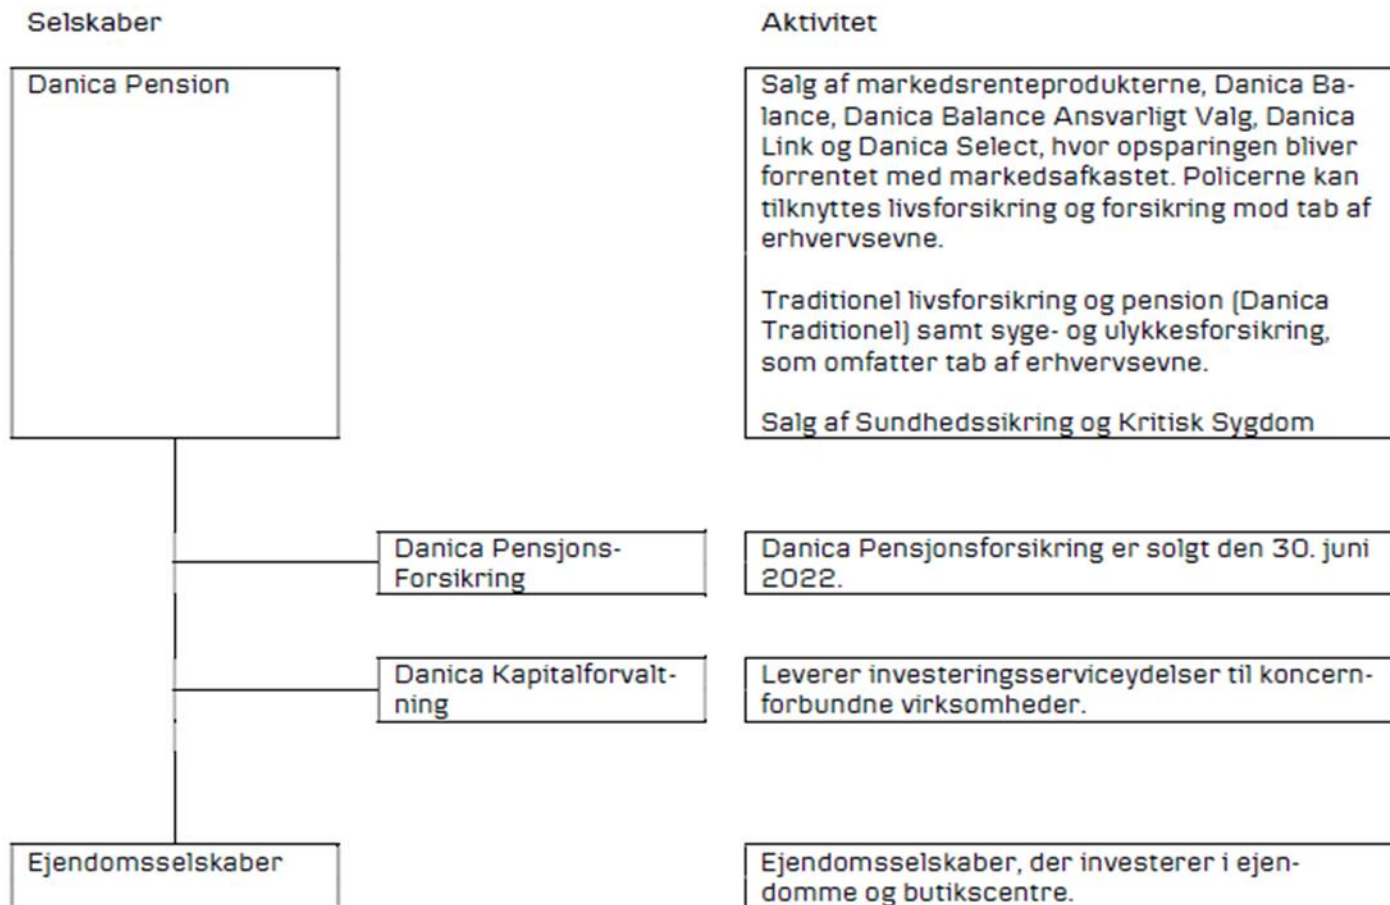 Selskaber
Aktivitet
Danica Pension
Salg af markedsrenteprodukterne, Danica Ba-
lance, Danica Balance Ansvarligt Valg, Danica
Link og Danica Select, hvor opsparingen bliver
forrentet med markedsafkastet. Policerne kan
tilknyttes livsforsikring og forsikring mod tab af
erhvervsevne.
Traditionel livsforsikring og pension (Danica
Traditionel) samt syge- og ulykkesforsikring,
som omfatter tab af erhvervsevne.
Salg af Sundhedssikring og Kritisk Sygdom
Danica Pensjons-
Forsikring
Danica Pensjonsforsikring er solgt den 30. juni
2022.
Danica Kapitalforvalt-
ning
Leverer investeringsserviceydelser til koncern-
forbundne virksomheder.
Ejendomsselskaber
Ejendomsselskaber, der investerer i ejen-
domme og butikscentre.